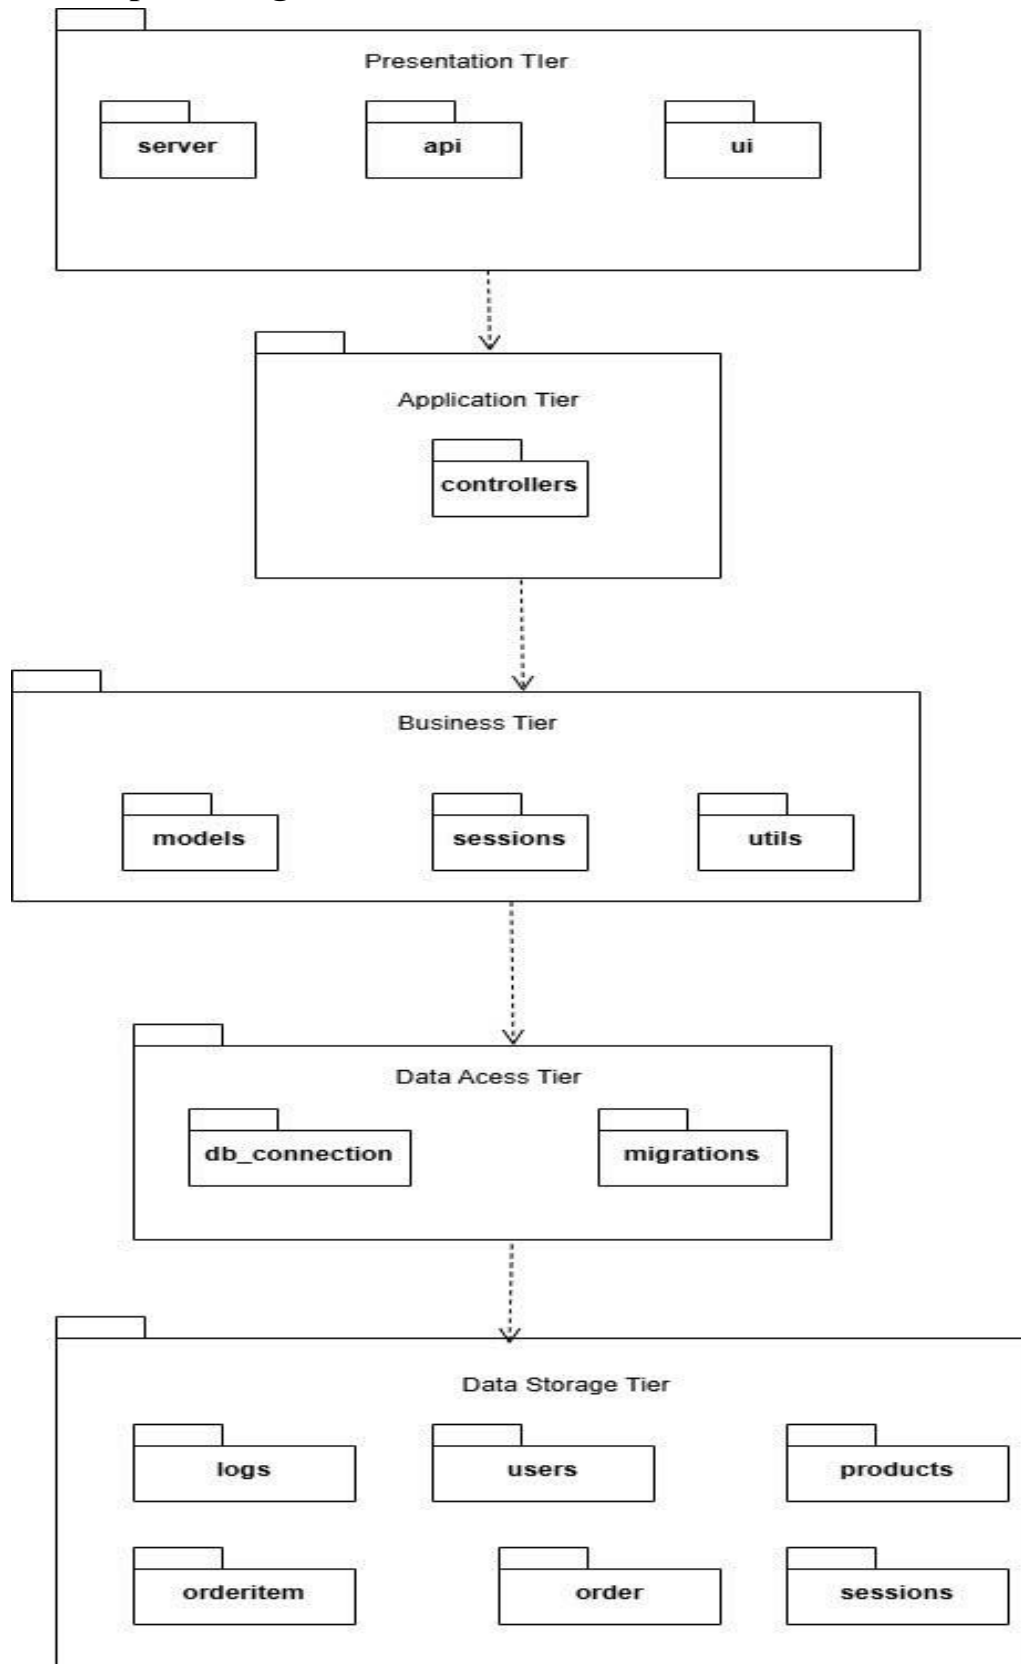 Presentation TIer
server api ui
Application Tier
controllers
Business Tier
models sessions utils
Data Acess Tier
db_connection migrations
Data Storage Tier
logs users products
orderitem order sessions